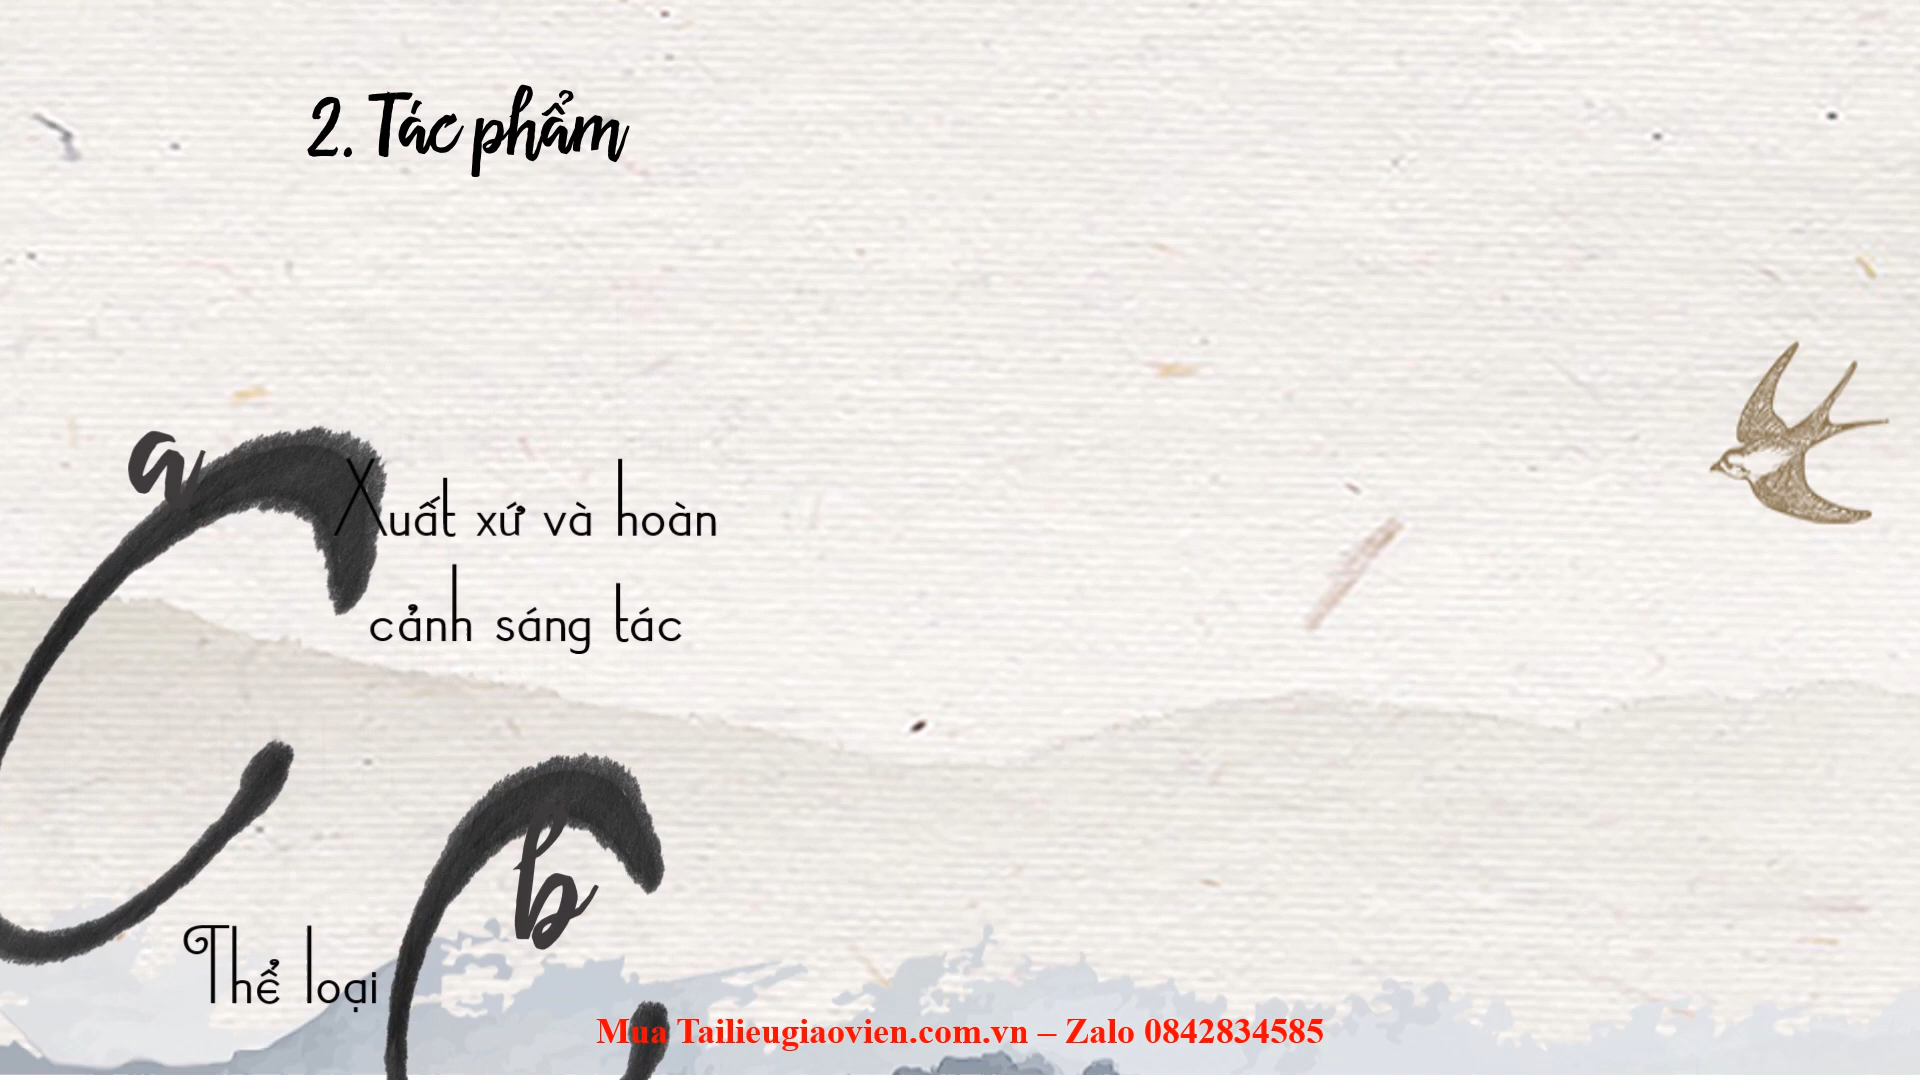 2. Tác phẩm
a
Xuất xứ và hoàn
cảnh sáng tác
b
Thể loại
Mua Tailieugiaovien.com.vn – Zalo 0842834585